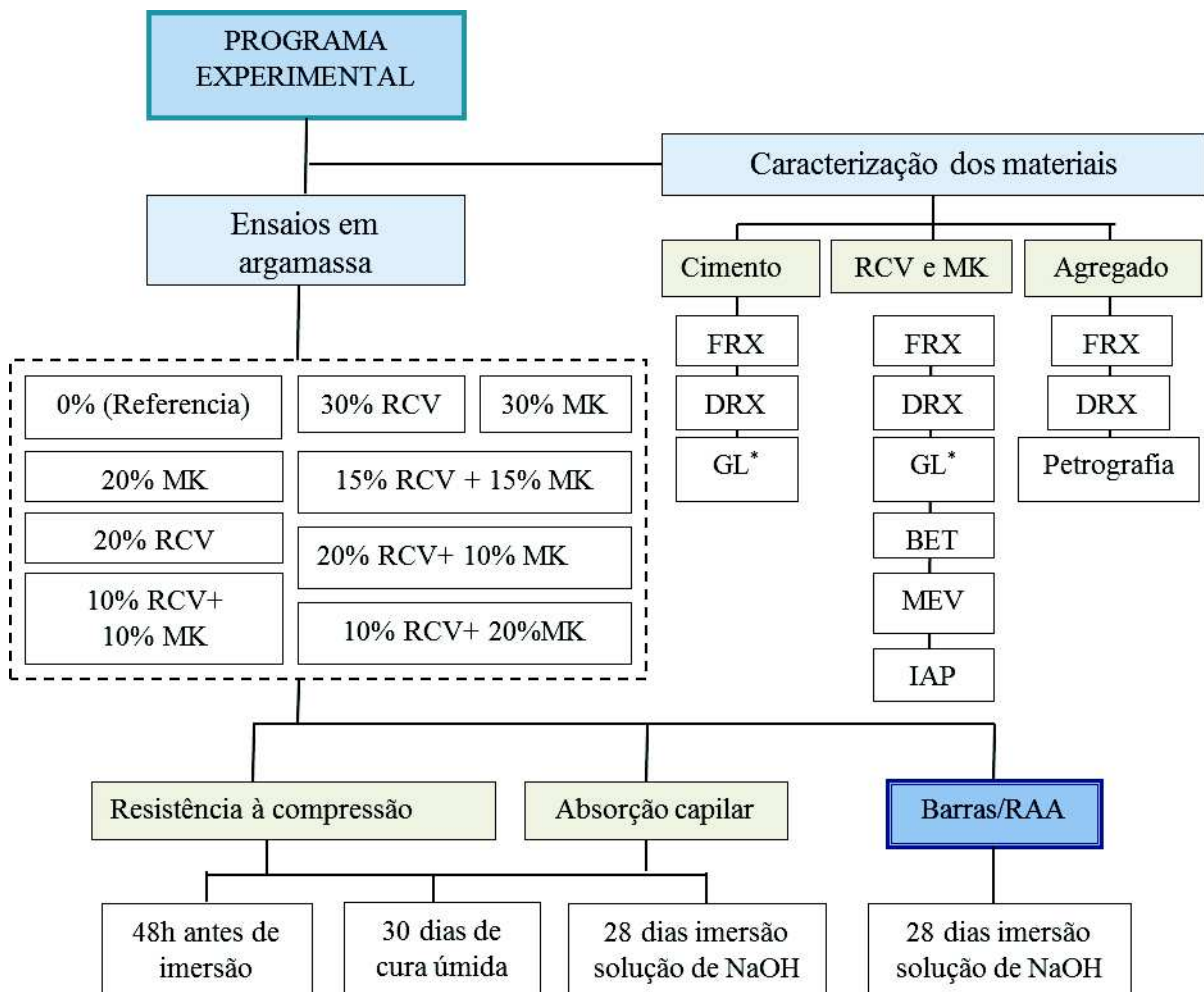 PROGRAMA
EXPERIMENTAL
Caracterização dos materiais
Ensaios em
argamassa
Cimento
RCV e MK
Agregado
FRX
DRX
GL*
FRX
DRX
GL*
BET
MEV
IAP
FRX
DRX
Petrografia
0% (Referencia)
30% RCV
30% MK
20% MK
15% RCV + 15% MK
20% RCV
20% RCV+ 10% MK
10% RCV+
10% MK
10% RCV+ 20%MK
Resistência à compressão
Absorção capilar
Barras/RAA
48h antes de
imersão
30 dias de
cura úmida
28 dias imersão
solução de NaOH
28 dias imersão
solução de NaOH